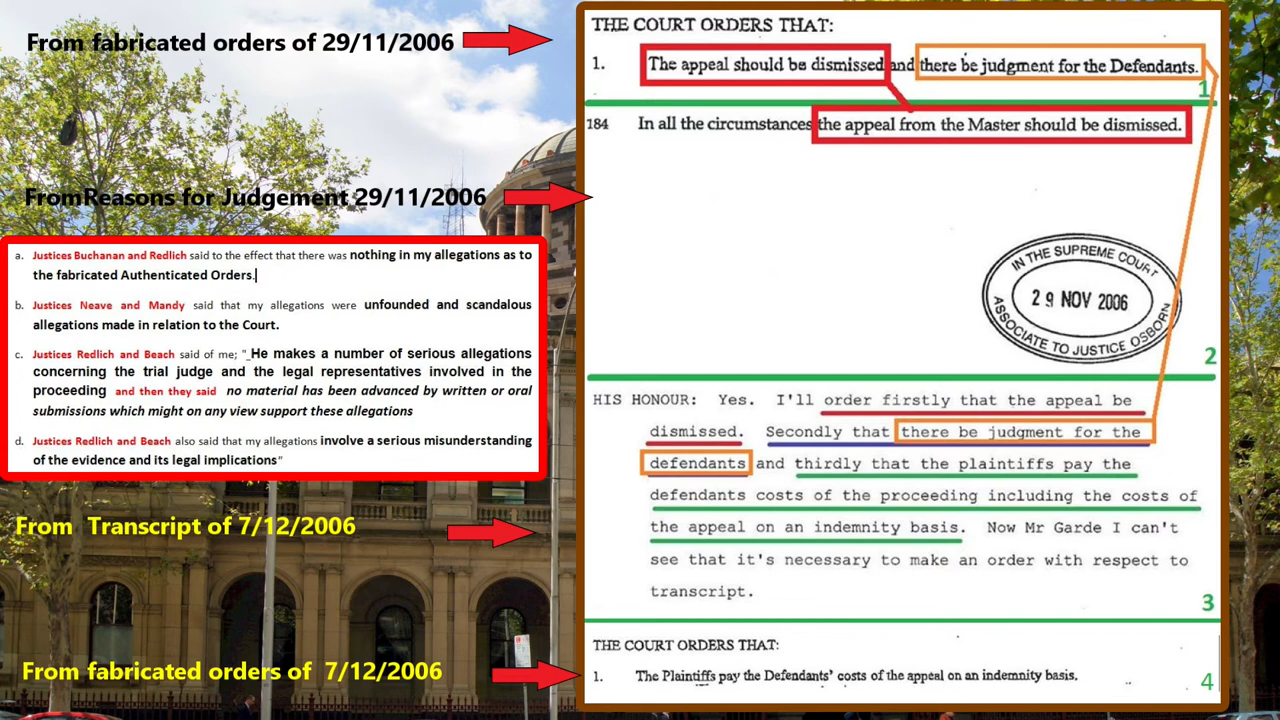 From fabricated orders of 29/11/2006
FromReasons for Judgement 29/11/2006
a. Justices Buchanan and Redlich said to the effect that there was nothing in my allegations as to
the fabricated Authenticated Orders.
b. Justices Neave and Mandy said that my allegations were unfounded and scandalous
allegations made in relation to the Court.
c. Justices Redlich and Beach said of me; " He makes a number of serious allegations
concerning the trial judge and the legal representatives involved in the
proceeding and then they said no material has been advanced by written or oral
submissions which might on any view support these allegations
d. Justices Redlich and Beach also said that my allegations involve a serious misunderstanding
of the evidence and its legal implications"
From Transcript of 7/12/2006
From fabricated orders of 7/12/2006
THE COURT ORDERS THAT:
1. The appeal should be dismissed and there be judgment for the Defendants.
1
184 In all the circumstances the appeal from the Master should be dismissed.
IN THE SUPREME COURT
29 NOV 2006
ASSOCIATE TO JUSTICE OSBORN
2
HIS HONOUR: Yes. I'll order firstly that the appeal be
dismissed. Secondly that there be judgment for the
defendants and thirdly that the plaintiffs pay the
defendants costs of the proceeding including the costs of
the appeal on an indemnity basis. Now Mr Garde I can't
see that it's necessary to make an order with respect to
transcript.
3
THE COURT ORDERS THAT:
1. The Plaintiffs pay the Defendants' costs of the appeal on an indemnity basis.
4